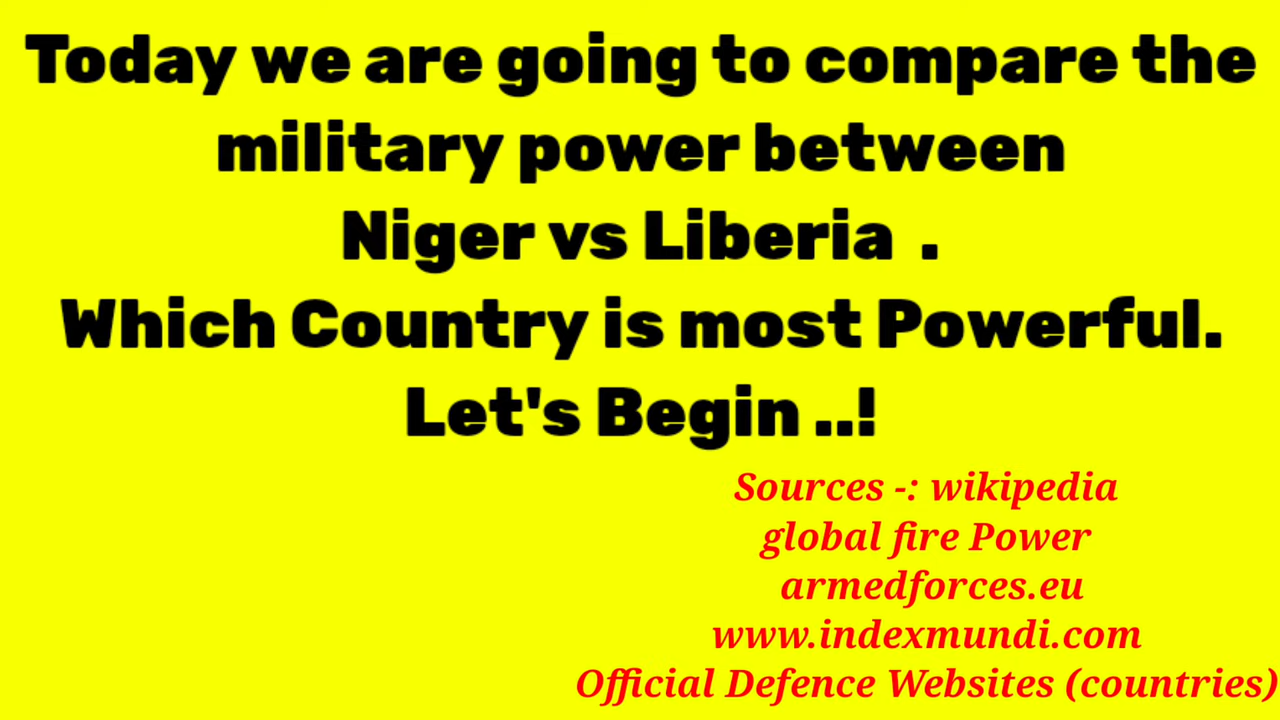 Today we are going to compare the
military power between
Niger vs Liberia .
Which Country is most Powerful.
Let's Begin ..!
Sources -: wikipedia
global fire Power
armedforces.eu
www.indexmundi.com
Official Defence Websites (countries)